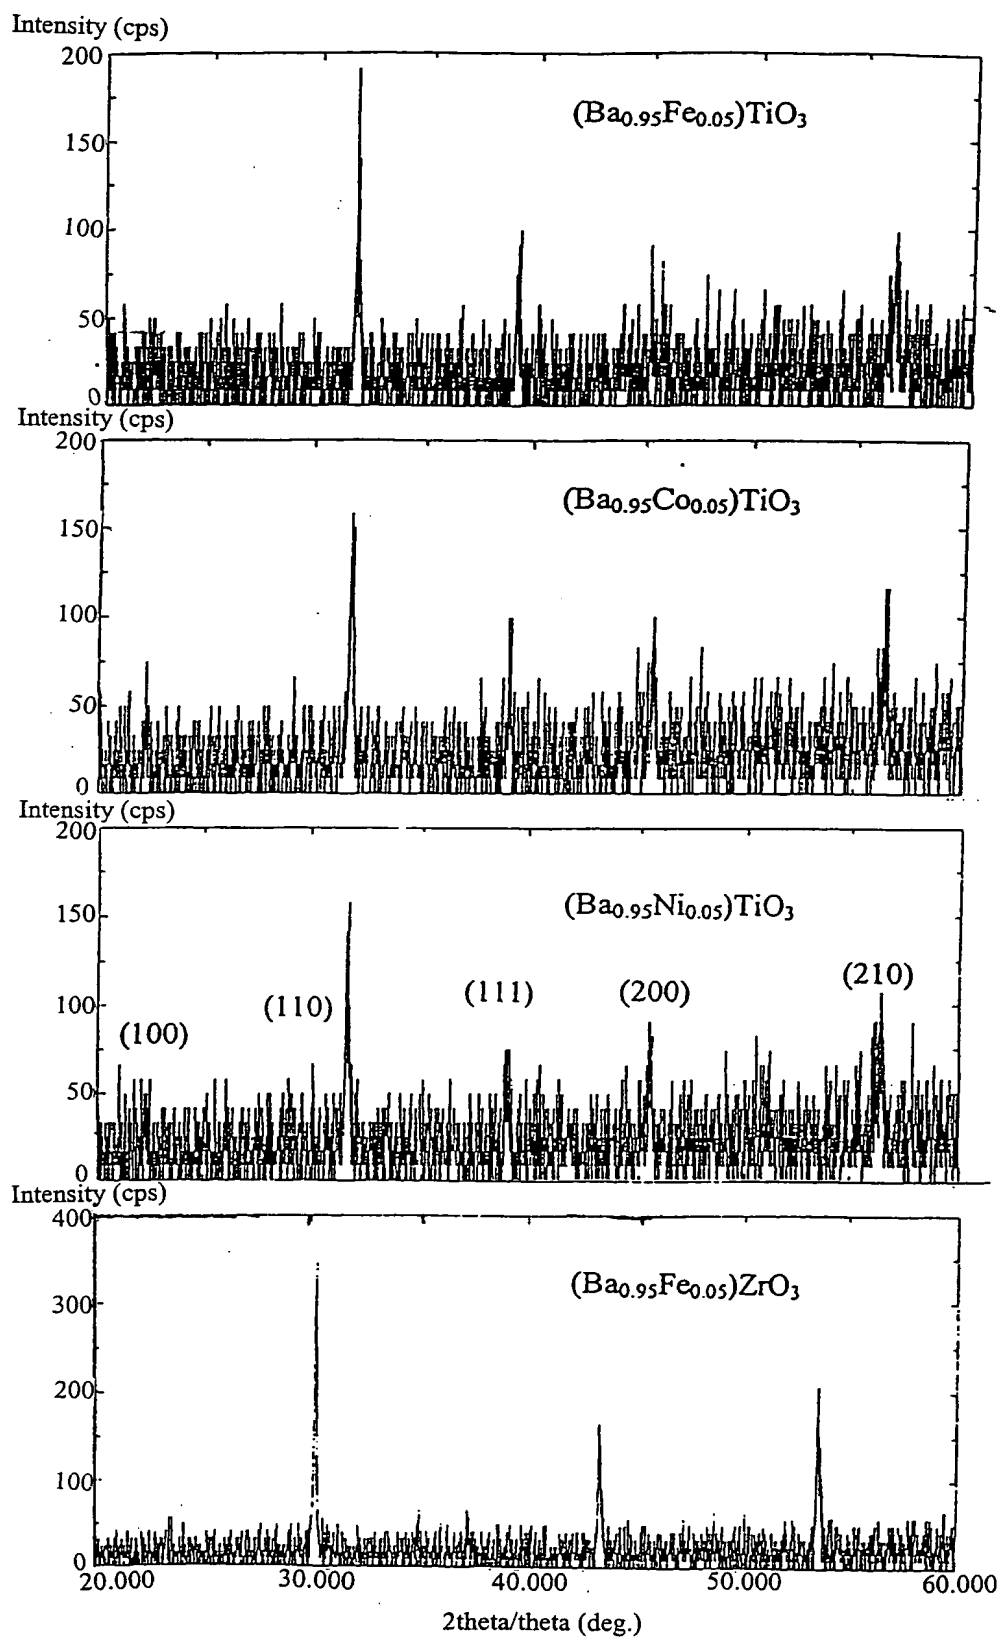 Intensity (cps)
200
(Ba0.95Fe0.05)TiO3
150
100
50
0
Intensity (cps)
200
(Ba0.95Co0.05)TiO3
150
100
50
0
Intensity (cps)
200
(Ba0.95Ni0.05)TiO3
150
(210)
(111)
(200)
100
(110)
(100)
50
0
Intensity (cps)
400
(Ba0.95Fe0.05)ZrO3
300
200
100
0
20.000 30.000 40.000 50.000 60.000
2theta/theta (deg.)